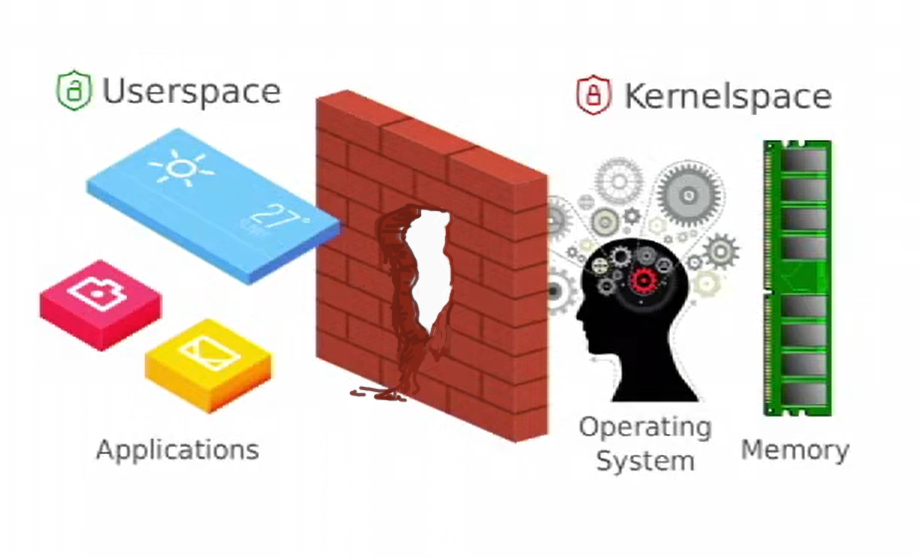 Userspace
Kernelspace
27°
Applications
Operating
System
Memory